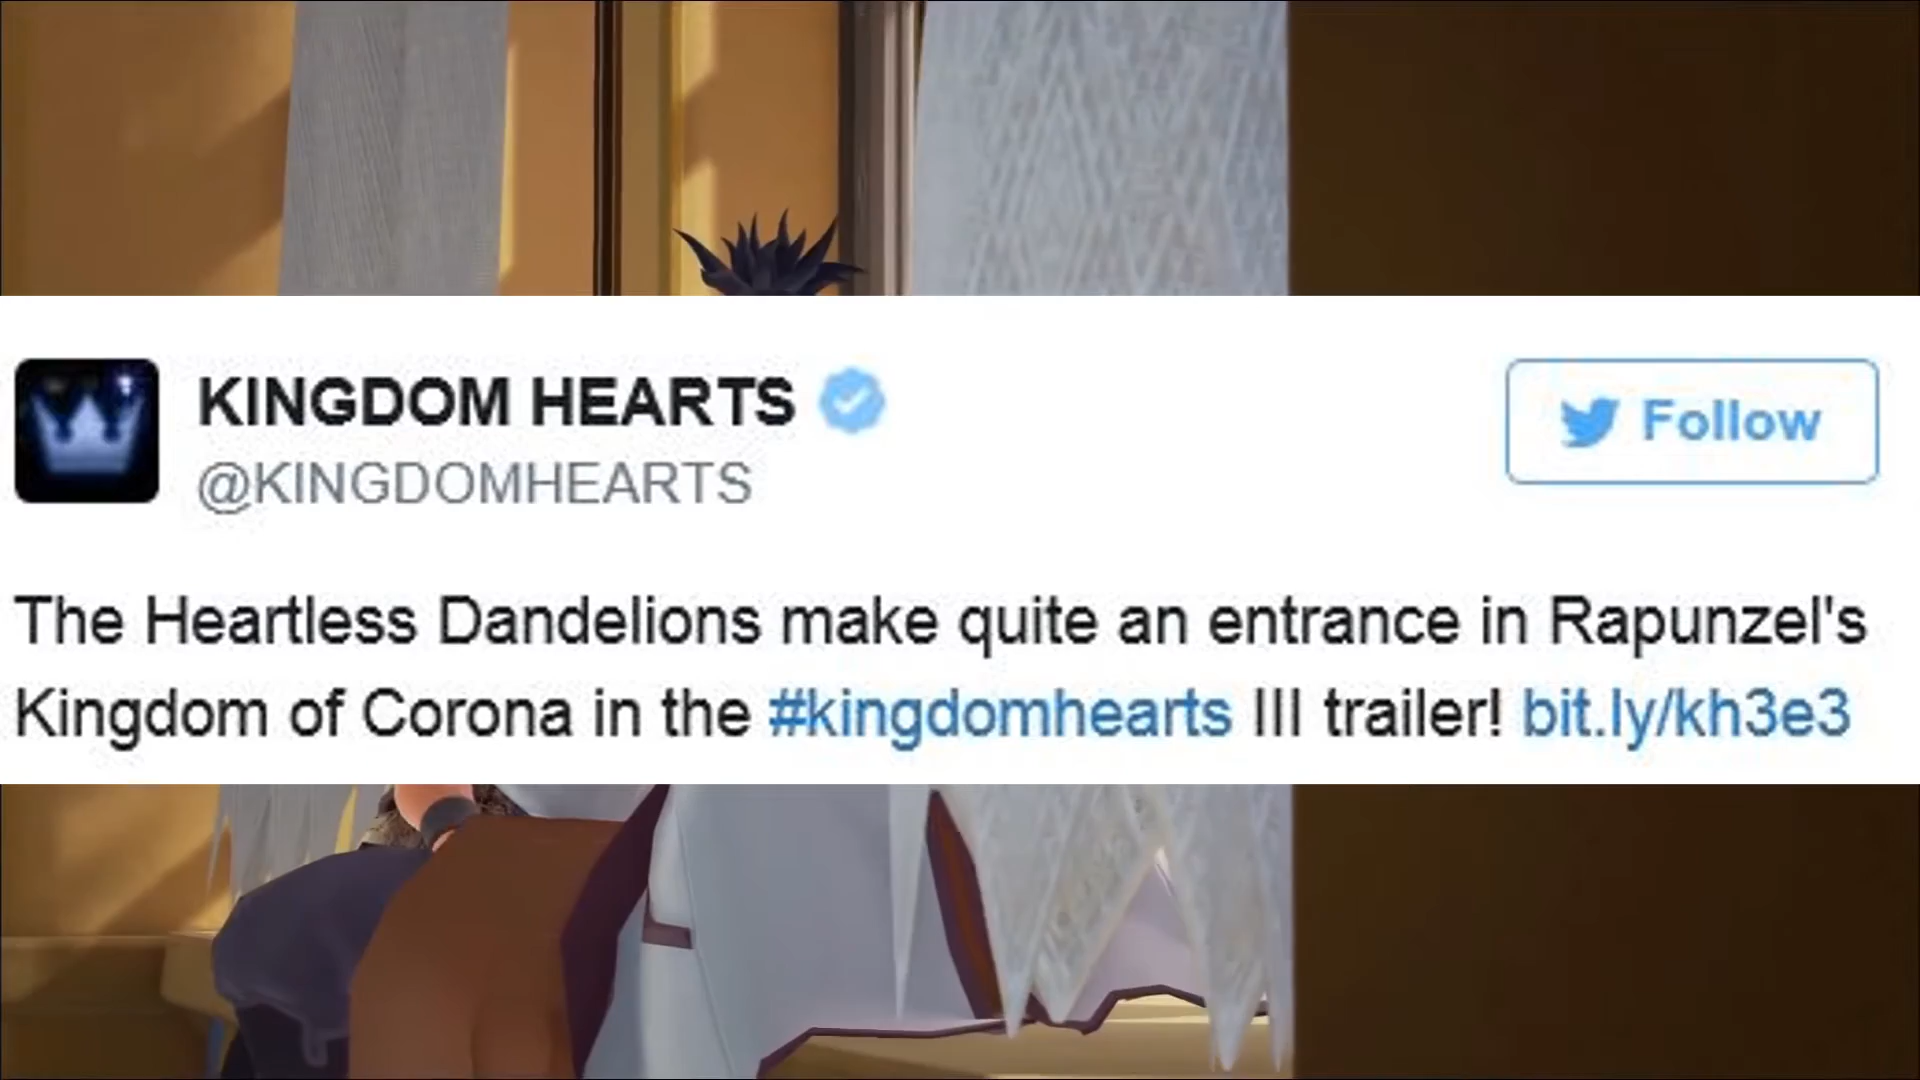 KINGDOM HEARTS
@KINGDOMHEARTS
Follow
The Heartless Dandelions make quite an entrance in Rapunzel's
Kingdom of Corona in the #kingdomhearts III trailer! bit.ly/kh3e3